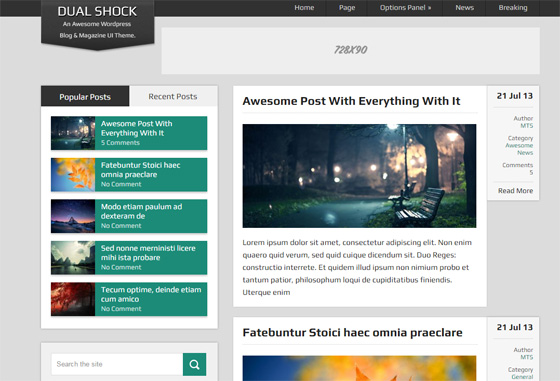 DUAL SHOCK
An Awesome Wordpress
Blog & Magazine UI Theme.
Home
Page
Options Panel »
News
Breaking
728X90
Popular Posts
Recent Posts
Awesome Post With
Everything With It
5 Comments
Fatebuntur Stoici haec
omnia praeclare
No Comment
Modo etiam paulum ad
dexteram de
No Comment
Sed nonne merninisti licere
mihi ista probare
No Comment
Tecum optime, deinde etiam
cum amico
No Comment
Search the site
Awesome Post With Everything With It
Lorem ipsum dolor sit amet, consectetur adipiscing elit. Non enim
quaero quid verum, sed quid cuique dicendum sit. Duo Reges:
constructio interrete. Et quidem illud ipsum non nimium probo et
tantum patior, philosophum loqui de cupiditatibus finiendis.
Uterque enim
21 Jul 13
Author
MTS
Category
Awesome
News
Comments
5
Read More
Fatebuntur Stoici haec omnia praeclare
21 Jul 13
Author
MTS
Category
General